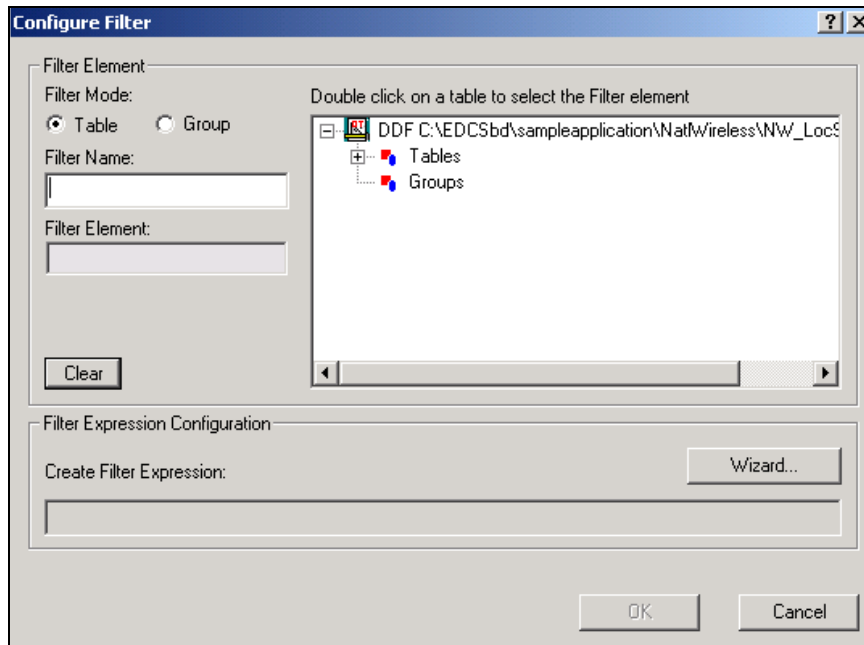 Configure Filter
Filter Element
Filter Mode:
Table
Group
Filter Name:
Filter Element:
Clear
Double click on a table to select the Filter element
DDF C:\EDCSbd\sampleapplication\NatlWireless\NW_LocS
Tables
Groups
Filter Expression Configuration
Create Filter Expression:
Wizard...
OK
Cancel